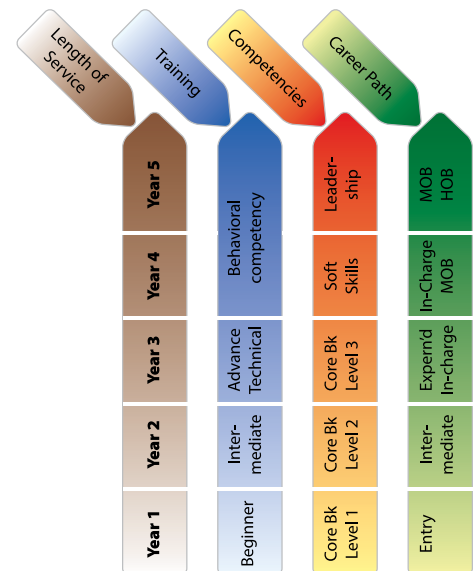 Length of
Service
Training
Competencies
Career Path
Year 5
Behavioral
competency
Leader-
ship
MOB
HOB
Year 4
Soft
Skills
In-Charge
MOB
Year 3
Advance
Technical
Core Bk
Level 3
Expern'd
In-charge
Year 2
Inter-
mediate
Core Bk
Level 2
Inter-
mediate
Year 1
Beginner
Core Bk
Level 1
Entry